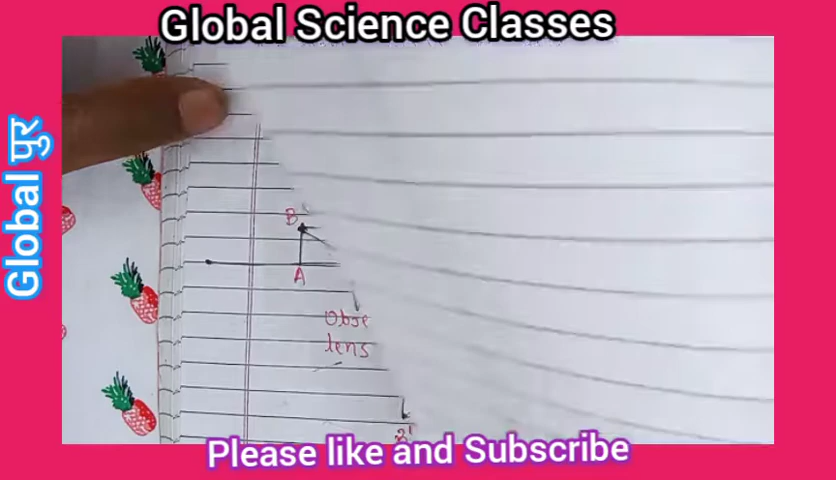 Global Science Classes
Global पुर
B
A
Obje
lens
B'
Please like and Subscribe